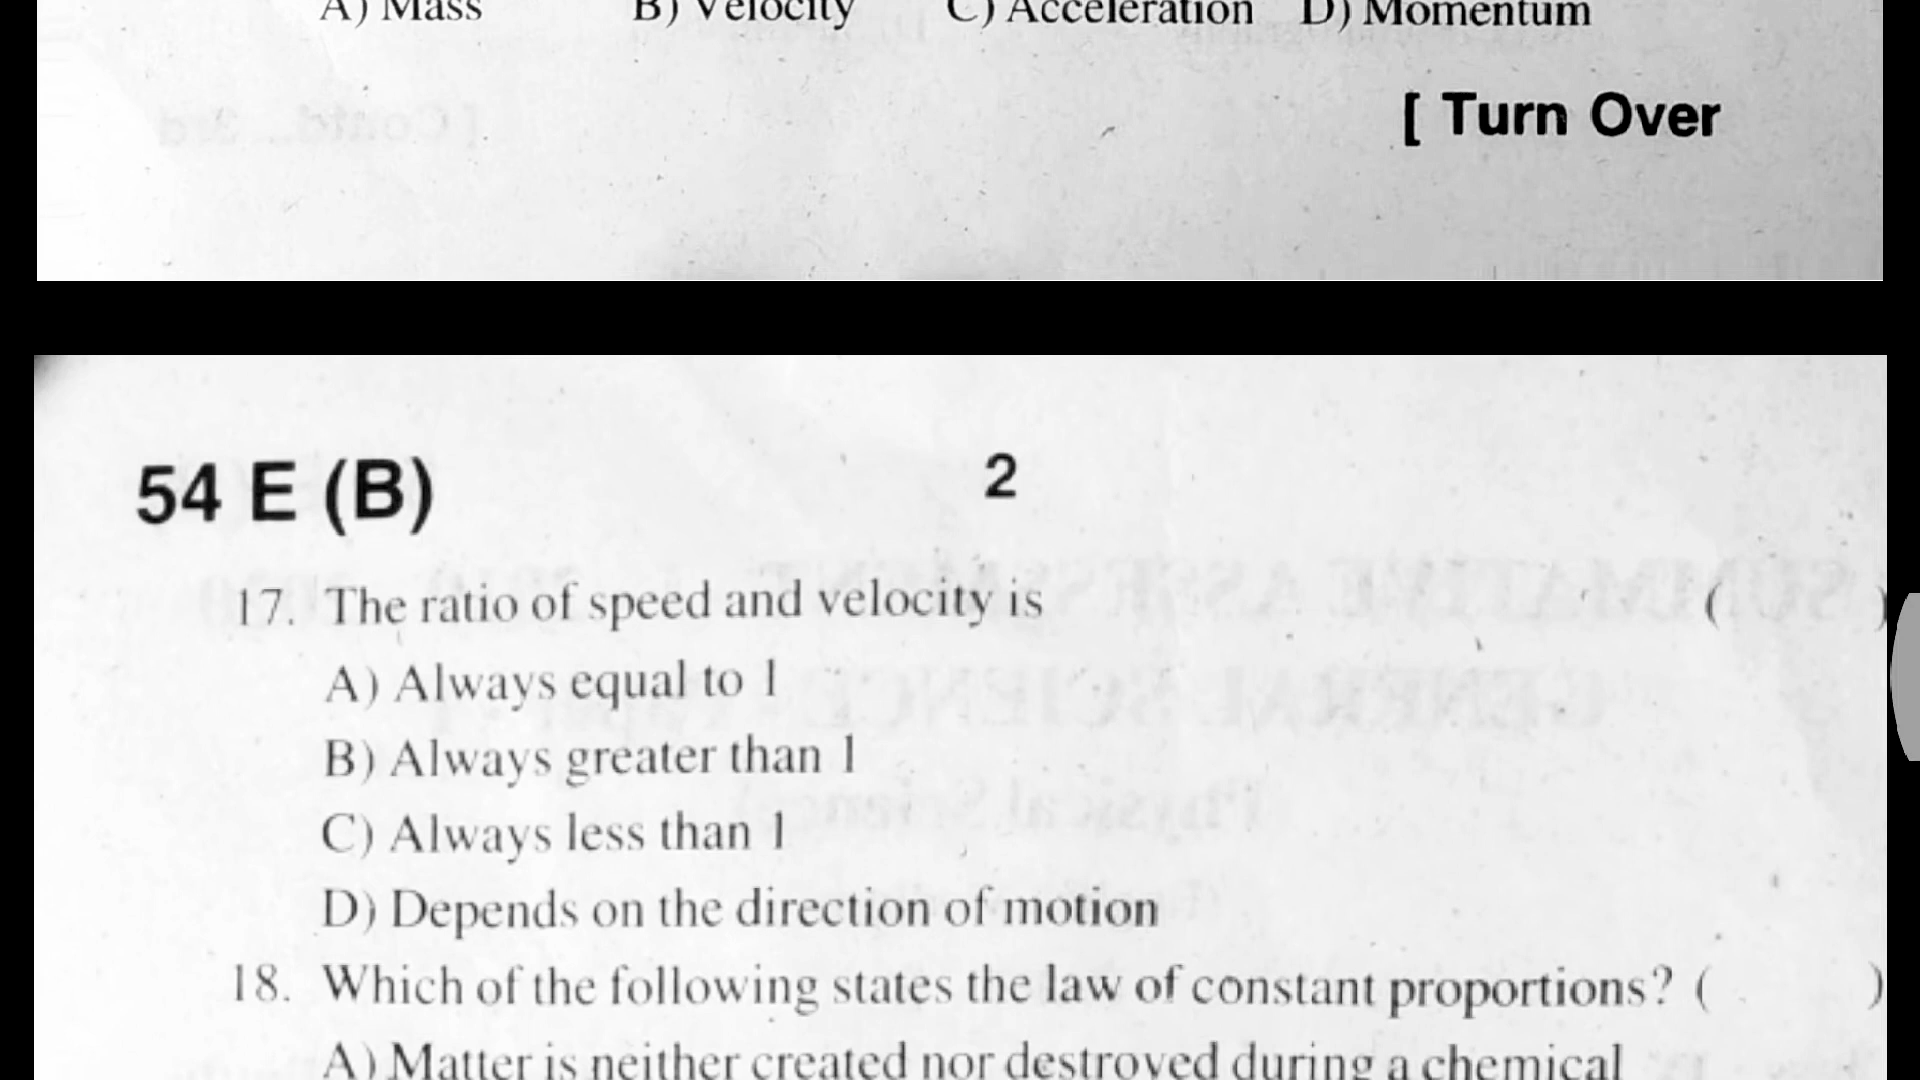 A) Mass B) Velocity C) Acceleration D) Momentum
[ Turn Over
54 E (B) 2
17. The ratio of speed and velocity is ( )
A) Always equal to 1
B) Always greater than 1
C) Always less than 1
D) Depends on the direction of motion
18. Which of the following states the law of constant proportions? ( )
A) Matter is neither created nor destroyed during a chemical